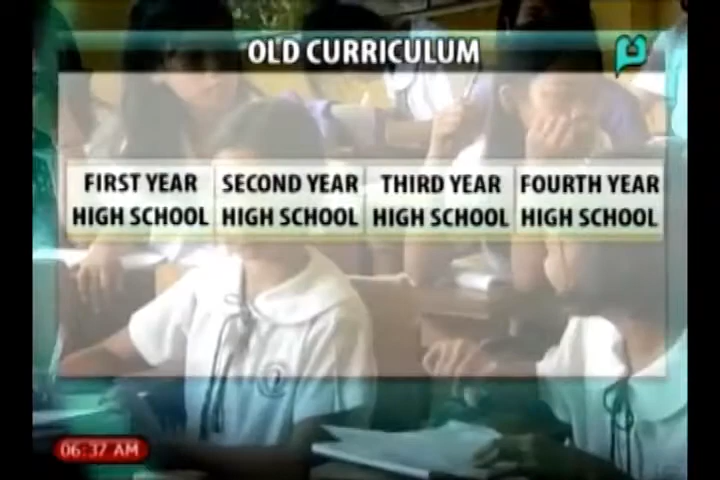 OLD CURRICULUM
FIRST YEAR
HIGH SCHOOL
SECOND YEAR
HIGH SCHOOL
THIRD YEAR
HIGH SCHOOL
FOURTH YEAR
HIGH SCHOOL
06:37 AM